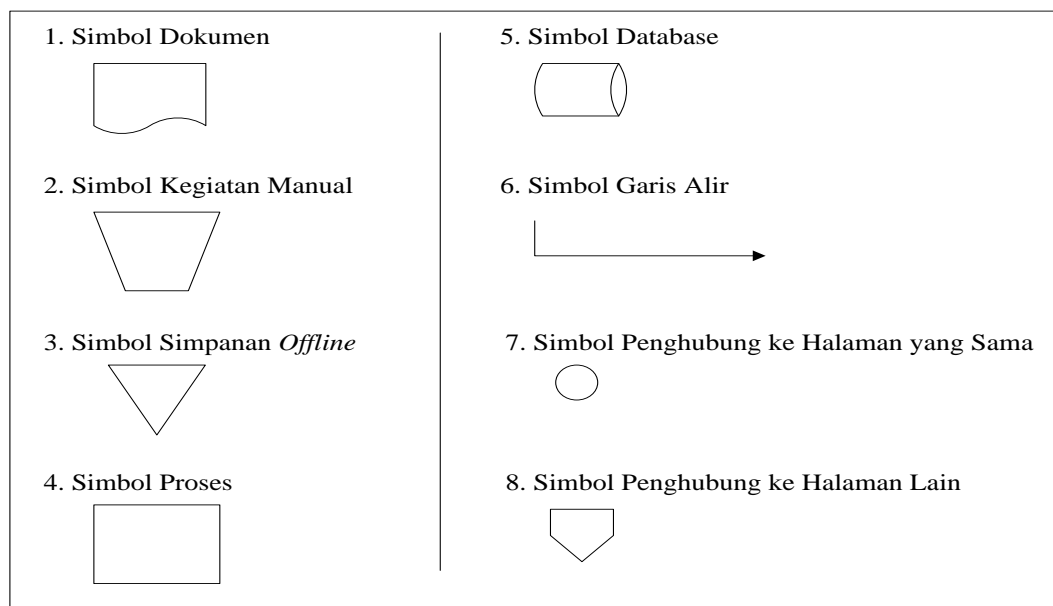 1. Simbol Dokumen
2. Simbol Kegiatan Manual
3. Simbol Simpanan Offline
4. Simbol Proses
5. Simbol Database
6. Simbol Garis Alir
7. Simbol Penghubung ke Halaman yang Sama
8. Simbol Penghubung ke Halaman Lain